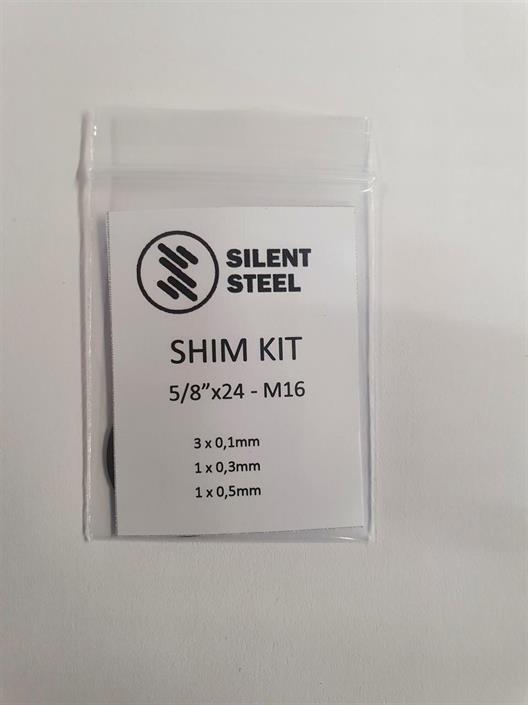 SILENT
STEEL
SHIM KIT
5/8”x24 - M16
3 x 0,1mm
1 x 0,3mm
1 x 0,5mm